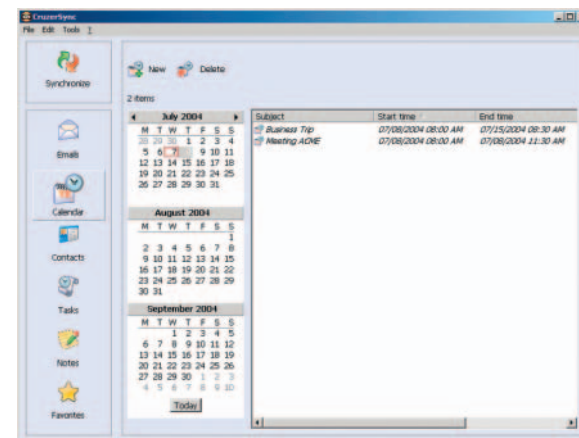 CruzerSync
File Edit Tools ?
Synchronize
New Delete
2 items
Emails
Calendar
Contacts
Tasks
Notes
Favorites
July 2004
M T W T F S S
28 29 30 1 2 3 4
5 6 7 9 10 11
12 13 14 15 16 17 18
19 20 21 22 23 24 25
26 27 28 29 30 31
August 2004
M T W T F S S
1
2 3 4 5 6 7 8
9 10 11 12 13 14 15
16 17 18 19 20 21 22
23 24 25 26 27 28 29
30 31
September 2004
M T W T F S S
1 2 3 4 5
6 7 8 9 10 11 12
13 14 15 16 17 18 19
20 21 22 23 24 25 26
27 28 29 30 1 2 3
4 5 6 7 8 9 10
Today
Subject Start time End time
Business Trip 07/08/2004 08:00 AM 07/15/2004 08:30 AM
Meeting ACME 07/08/2004 08:00 AM 07/08/2004 11:30 AM